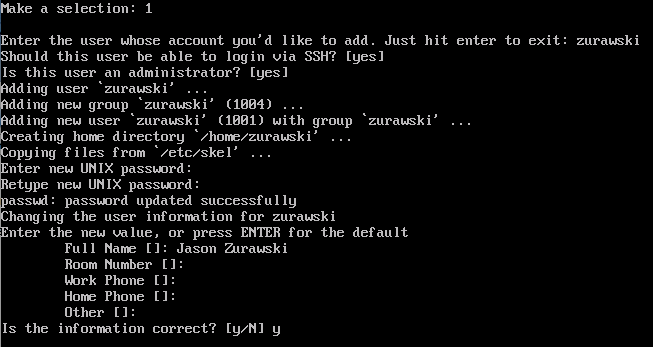 Make a selection: 1
Enter the user whose account you'd like to add. Just hit enter to exit: zurawski
Should this user be able to login via SSH? [yes]
Is this user an administrator? [yes]
Adding user `zurawski' ...
Adding new group `zurawski' (1004) ...
Adding new user `zurawski' (1001) with group `zurawski' ...
Creating home directory `/home/zurawski' ...
Copying files from `/etc/skel' ...
Enter new UNIX password:
Retype new UNIX password:
passwd: password updated successfully
Changing the user information for zurawski
Enter the new value, or press ENTER for the default
Full Name []: Jason Zurawski
Room Number []:
Work Phone []:
Home Phone []:
Other []:
Is the information correct? [y/N] y